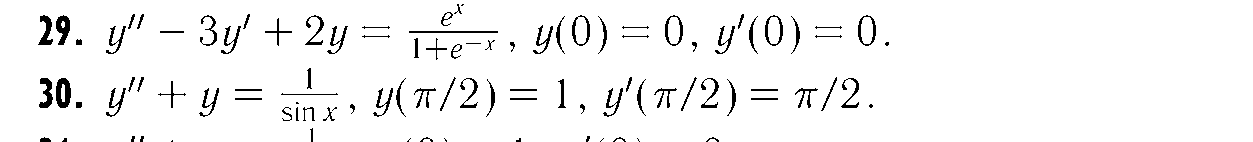 29. y″ − 3y′ + 2y = e^x/(1+e^−x), y(0) = 0, y′(0) = 0.
30. y″ + y = 1/sin x, y(π/2) = 1, y′(π/2) = π/2.